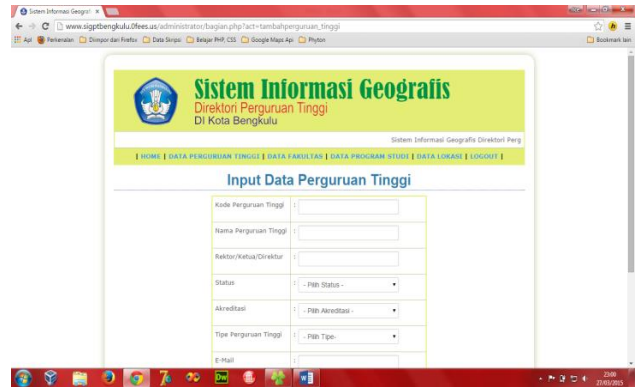 Sistem Informasi Geograf
www.sigptbengkulu.0fees.us/administrator/bagian.php?act=tambahperguruan_tinggi
Apl Perkenalan Diimpor dari Firefox Data Skripsi Belajar PHP, CSS Google Maps Api Phyton Bookmark lain
Sistem Informasi Geografis
Direktori Perguruan Tinggi
DI Kota Bengkulu
Sistem Informasi Geografis Direktori Perg
| HOME | DATA PERGURUAN TINGGI | DATA FAKULTAS | DATA PROGRAM STUDI | DATA LOKASI | LOGOUT |
Input Data Perguruan Tinggi
Kode Perguruan Tinggi :
Nama Perguruan Tinggi :
Rektor/Ketua/Direktur :
Status : - Pilih Status -
Akreditasi : - Pilih Akreditasi -
Tipe Perguruan Tinggi : - Pilih Tipe-
E-Mail :
23:00
27/03/2015